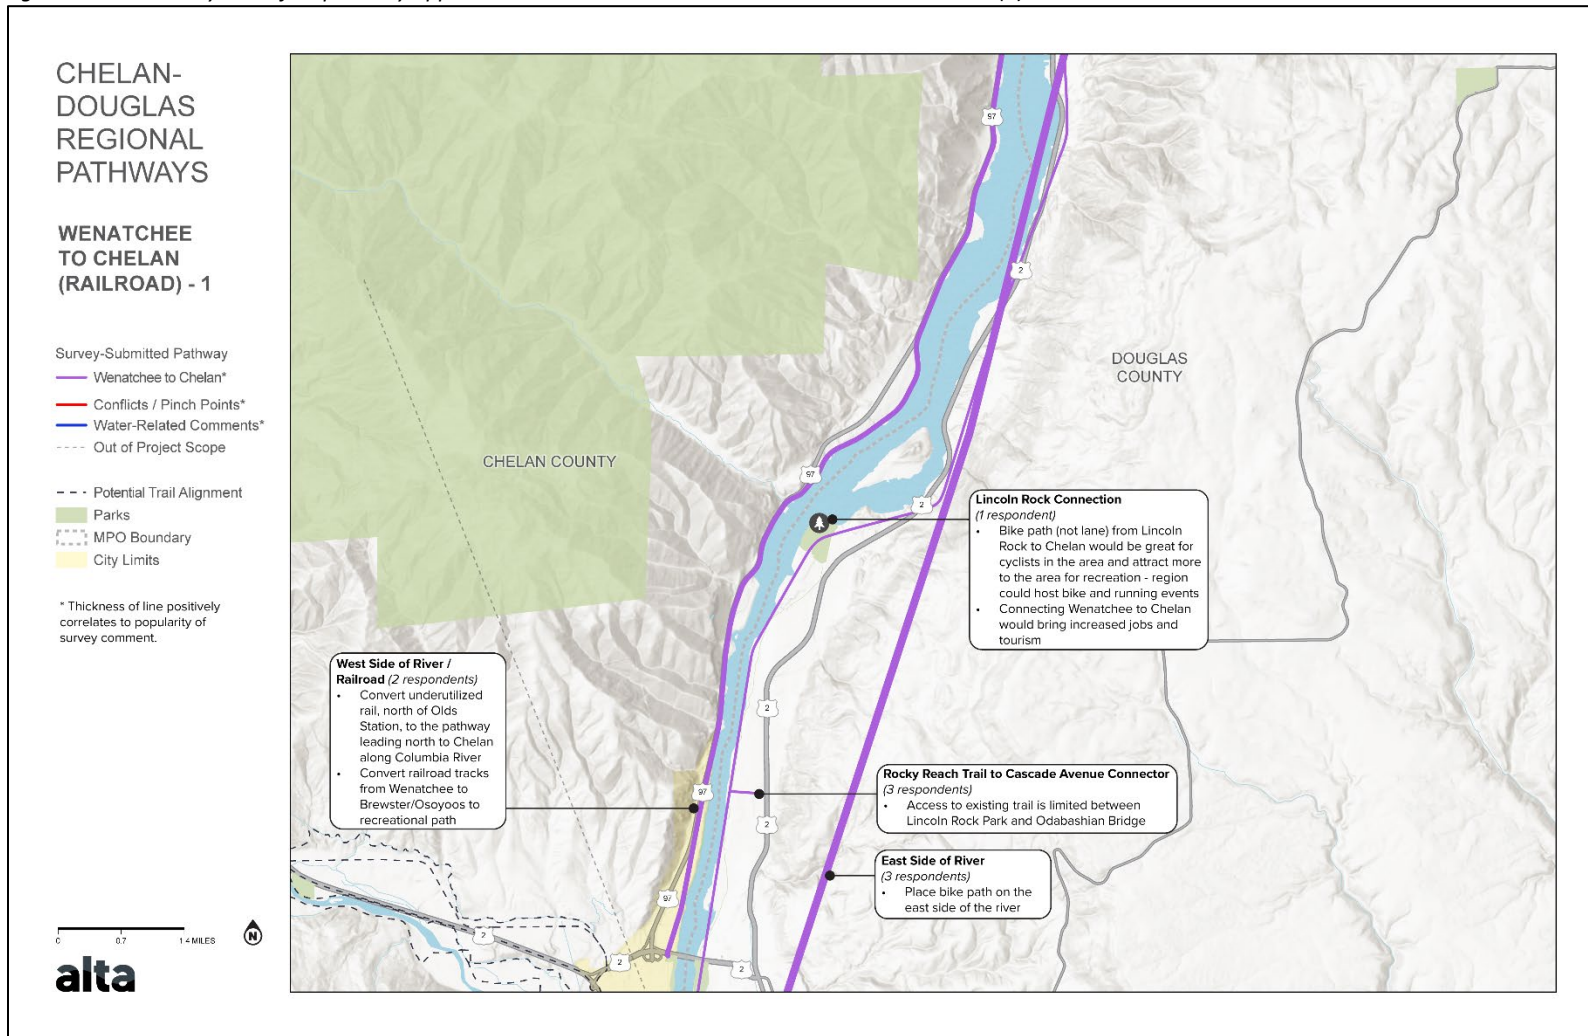 CHELAN-
DOUGLAS
REGIONAL
PATHWAYS
WENATCHEE
TO CHELAN
(RAILROAD) - 1
Survey-Submitted Pathway
Wenatchee to Chelan*
Conflicts / Pinch Points*
Water-Related Comments*
Out of Project Scope
Potential Trail Alignment
Parks
MPO Boundary
City Limits
* Thickness of line positively
correlates to popularity of
survey comment.
0 0.7 1.4 MILES
N
alta
97
2
DOUGLAS
COUNTY
CHELAN COUNTY
97
2
Lincoln Rock Connection
(1 respondent)
• Bike path (not lane) from Lincoln
Rock to Chelan would be great for
cyclists in the area and attract more
to the area for recreation - region
could host bike and running events
• Connecting Wenatchee to Chelan
would bring increased jobs and
tourism
West Side of River /
Railroad (2 respondents)
• Convert underutilized
rail, north of Olds
Station, to the pathway
leading north to Chelan
along Columbia River
• Convert railroad tracks
from Wenatchee to
Brewster/Osoyoos to
recreational path
2
97
Rocky Reach Trail to Cascade Avenue Connector
(3 respondents)
• Access to existing trail is limited between
Lincoln Rock Park and Odabashian Bridge
2
East Side of River
(3 respondents)
• Place bike path on the
east side of the river
97
2
2
2